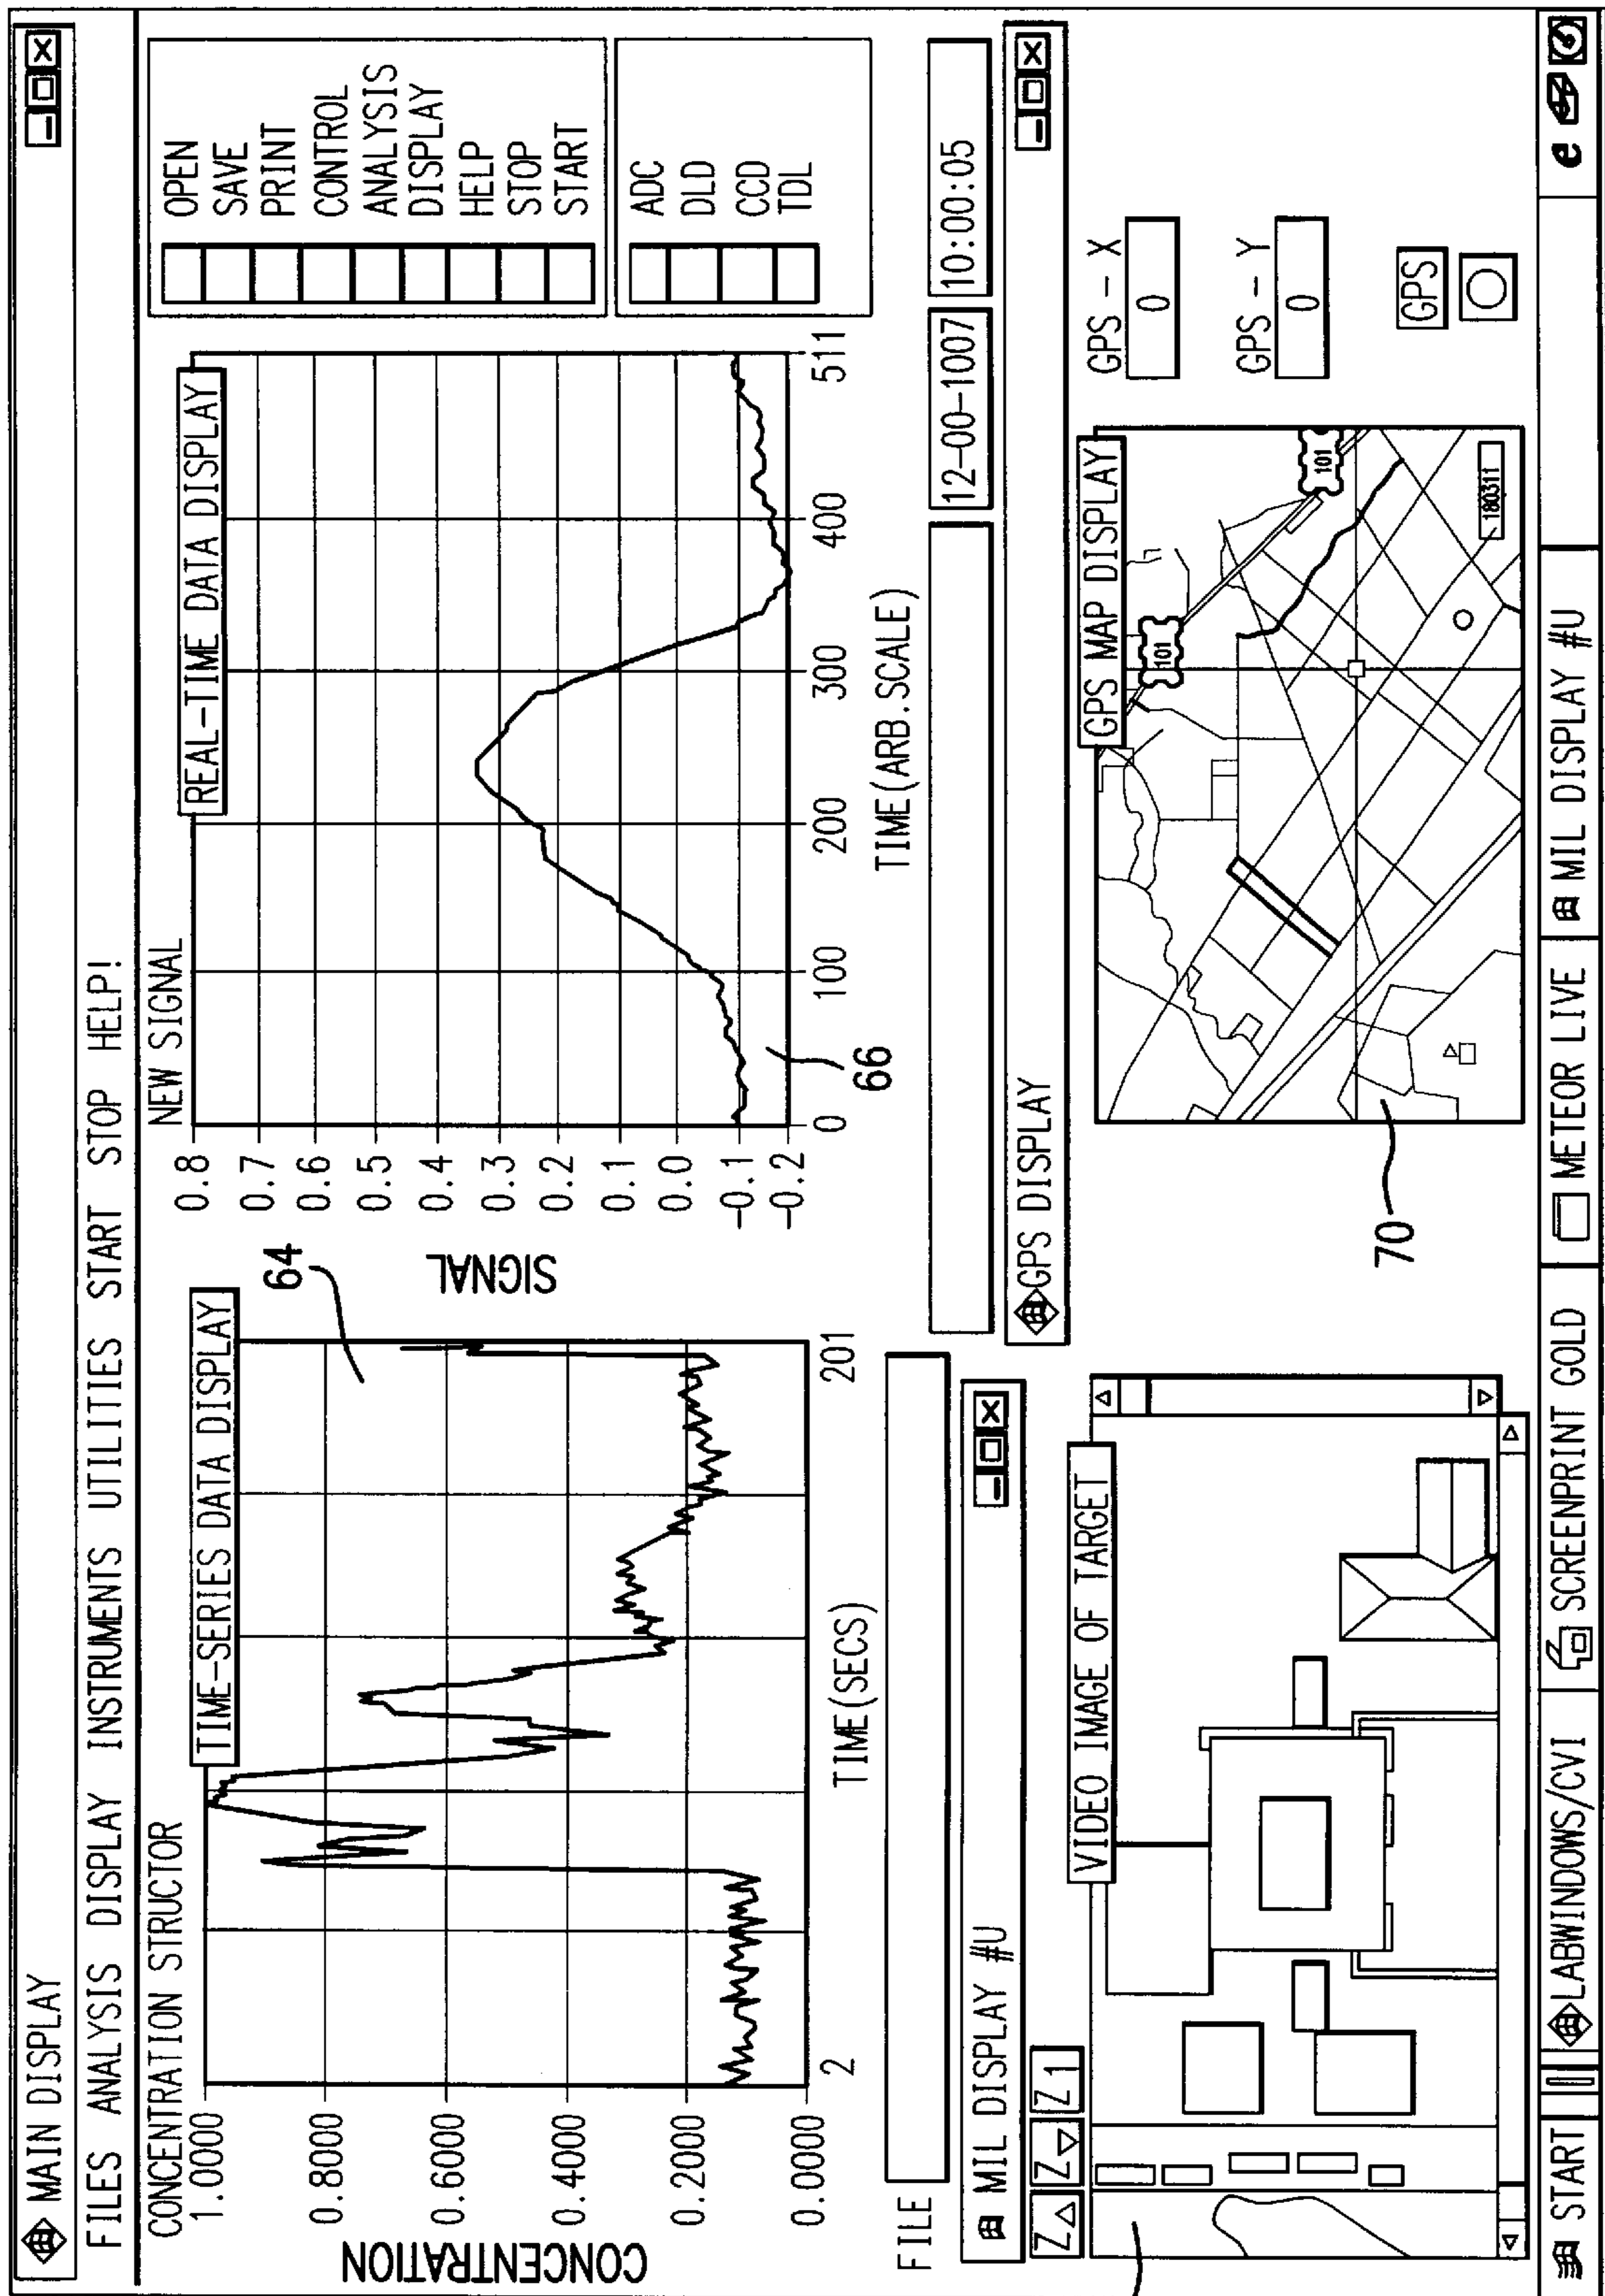 MAIN DISPLAY
FILES ANALYSIS DISPLAY INSTRUMENTS UTILITIES START STOP HELP!
CONCENTRATION STRUCTOR
TIME-SERIES DATA DISPLAY
CONCENTRATION
1.0000
0.8000
0.6000
0.4000
0.2000
0.0000
2
201
TIME(SECS)
64
NEW SIGNAL
REAL-TIME DATA DISPLAY
SIGNAL
0.8
0.7
0.6
0.5
0.4
0.3
0.2
0.1
0.0
-0.1
-0.2
0
100
200
300
400
511
TIME(ARB.SCALE)
66
OPEN
SAVE
PRINT
CONTROL
ANALYSIS
DISPLAY
HELP
STOP
START
ADC
DLD
CCD
TDL
FILE
12-00-1007
10:00:05
MIL DISPLAY #U
Z
Z
Z 1
VIDEO IMAGE OF TARGET
GPS DISPLAY
GPS MAP DISPLAY
101
101
180311
70
GPS - X
0
GPS - Y
0
GPS
START
LABWINDOWS/CVI
SCREENPRINT GOLD
METEOR LIVE
MIL DISPLAY #U
e